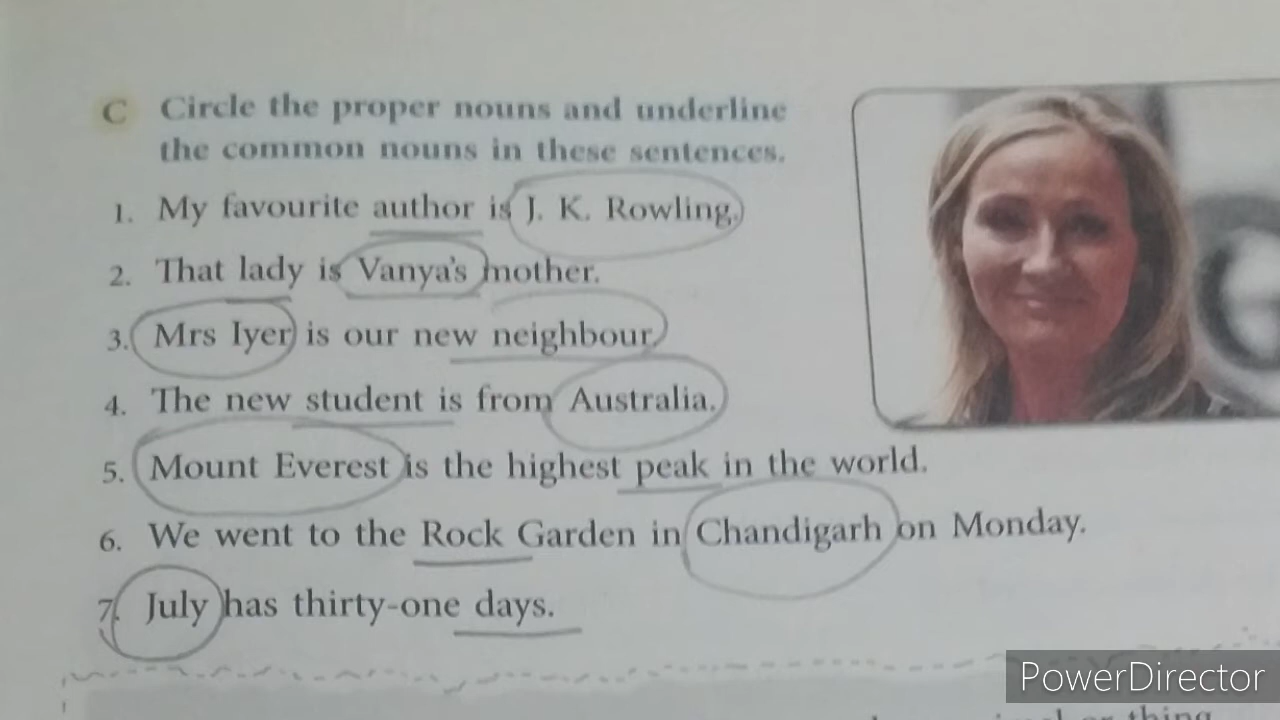 C Circle the proper nouns and underline
the common nouns in these sentences.
1. My favourite author is J. K. Rowling.
2. That lady is Vanya's mother.
3. Mrs Iyer is our new neighbour.
4. The new student is from Australia.
5. Mount Everest is the highest peak in the world.
6. We went to the Rock Garden in Chandigarh on Monday.
7. July has thirty-one days.
PowerDirector
thing